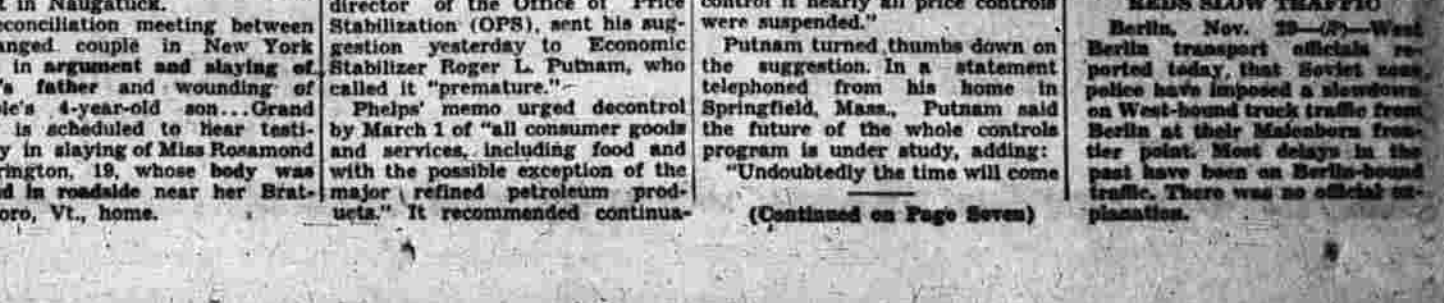 t in Naugatuck.
econciliation meeting between
anged couple in New York
in argument and slaying of
's father and wounding of
le's 4-year-old son...Grand
is scheduled to hear testi-
y in slaying of Miss Rosamond
rington, 19, whose body was
d in roadside near her Brat-
oro, Vt., home.
director of the Office of Price
Stabilization (OPS), sent his sug-
gestion yesterday to Economic
Stabilizer Roger L. Putnam, who
called it "premature."
Phelps' memo urged decontrol
by March 1 of "all consumer goods
and services, including food and
with the possible exception of the
major refined petroleum prod-
ucts." It recommended continua-
control if nearly all price controls
were suspended."
Putnam turned thumbs down on
the suggestion. In a statement
telephoned from his home in
Springfield, Mass., Putnam said
the future of the whole controls
program is under study, adding:
"Undoubtedly the time will come
(Continued on Page Seven)
REDS SLOW TRAFFIC
Berlin, Nov. 29—(AP)—West
Berlin transport officials re-
ported today, that Soviet zone,
police have imposed a slowdown
on West-bound truck traffic from
Berlin at their Maienborn fron-
tier point. Most delays in the
past have been on Berlin-bound
traffic. There was no official ex-
planation.